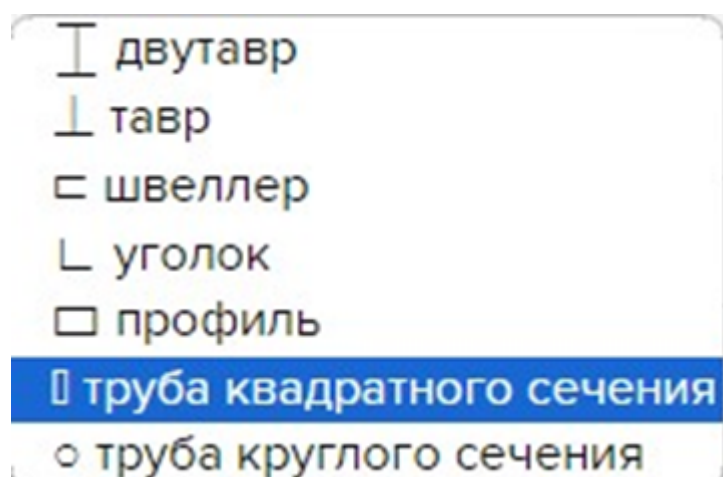 двутавр
тавр
швеллер
уголок
профиль
труба квадратного сечения
труба круглого сечения